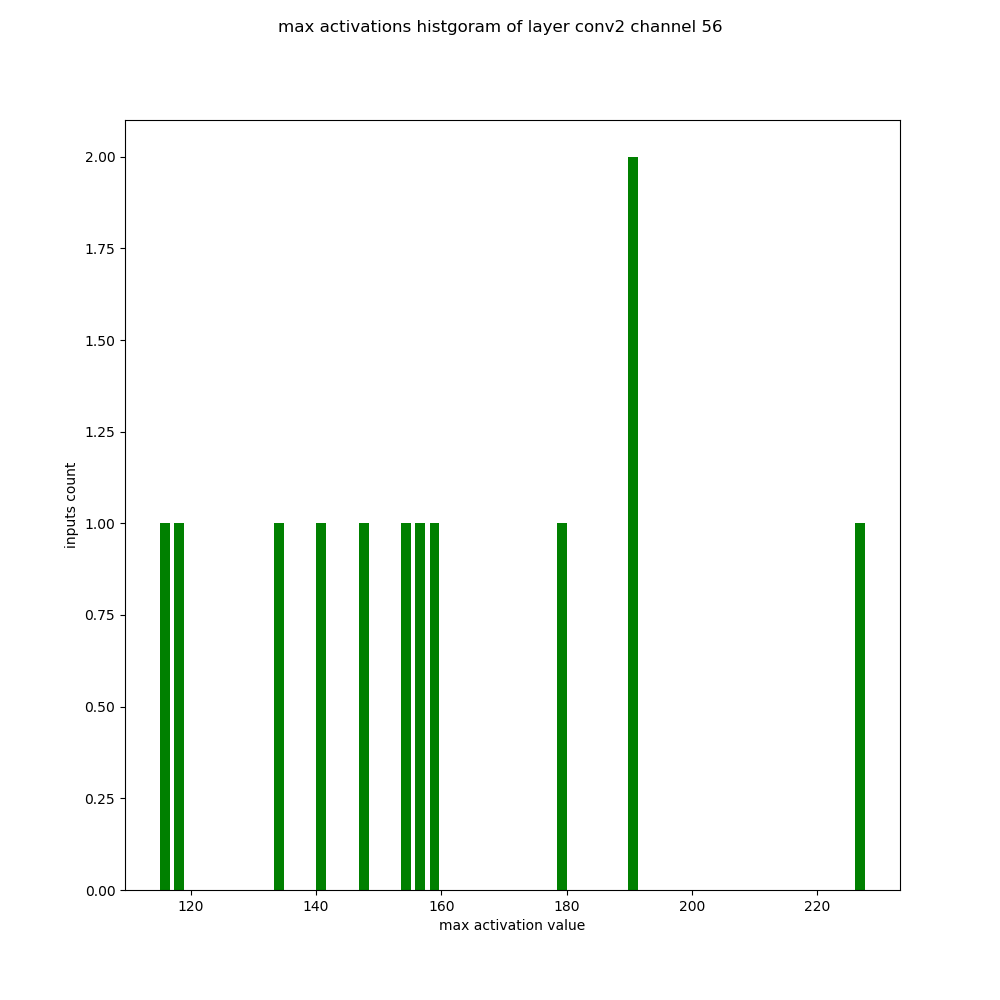 max activations histgoram of layer conv2 channel 56
2.00
1.75
1.50
1.25
1.00
0.75
0.50
0.25
0.00
inputs count
120 140 160 180 200 220
max activation value